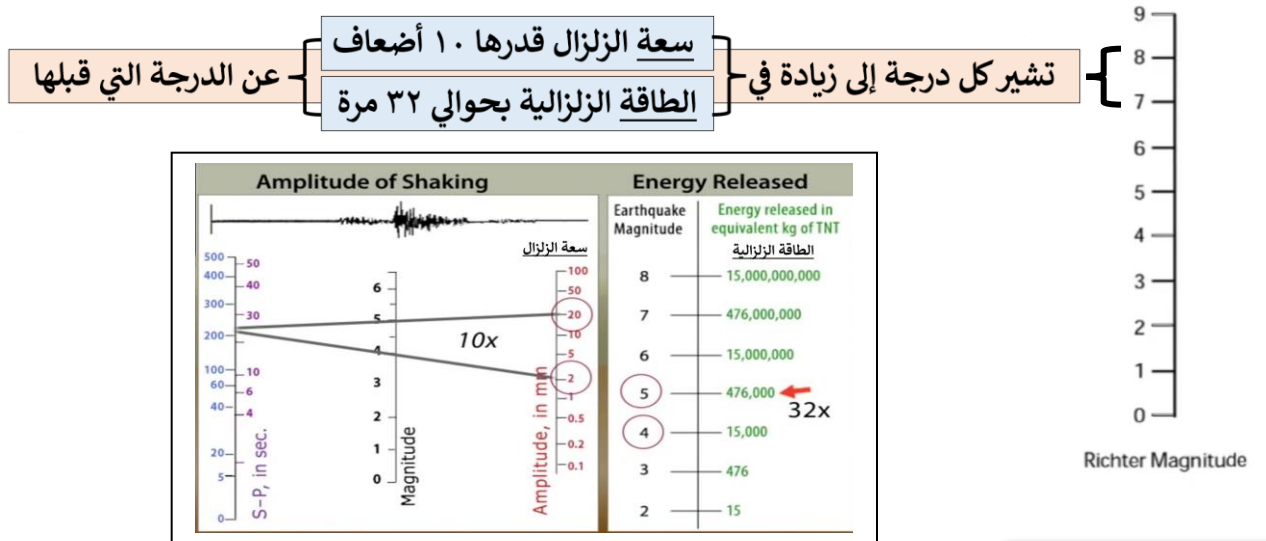 تشير كل درجة إلى زيادة في
سعة الزلزال قدرها ١٠ أضعاف
الطاقة الزلزالية بحوالي ٣٢ مرة
عن الدرجة التي قبلها
9
8
7
6
5
4
3
2
1
0
Richter Magnitude
Amplitude of Shaking
سعة الزلزال
500
400
300
200
100
60
40
20
5
0
50
40
30
10
6
4
S-P, in sec.
6
5
4
3
2
1
0
Magnitude
10x
100
50
20
10
5
2
1
0.5
0.2
0.1
Amplitude, in mm
Energy Released
Earthquake Magnitude
Energy released in
equivalent kg of TNT
الطاقة الزلزالية
8 15,000,000,000
7 476,000,000
6 15,000,000
5 476,000
32x
4 15,000
3 476
2 15